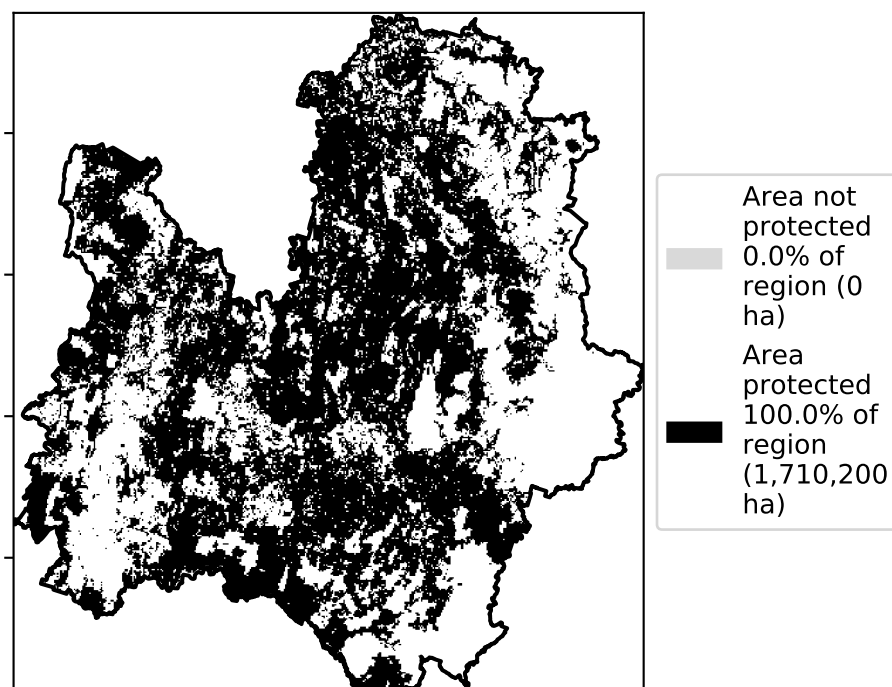 Area not
protected
0.0% of
region (0
ha)
Area
protected
100.0% of
region
(1,710,200
ha)